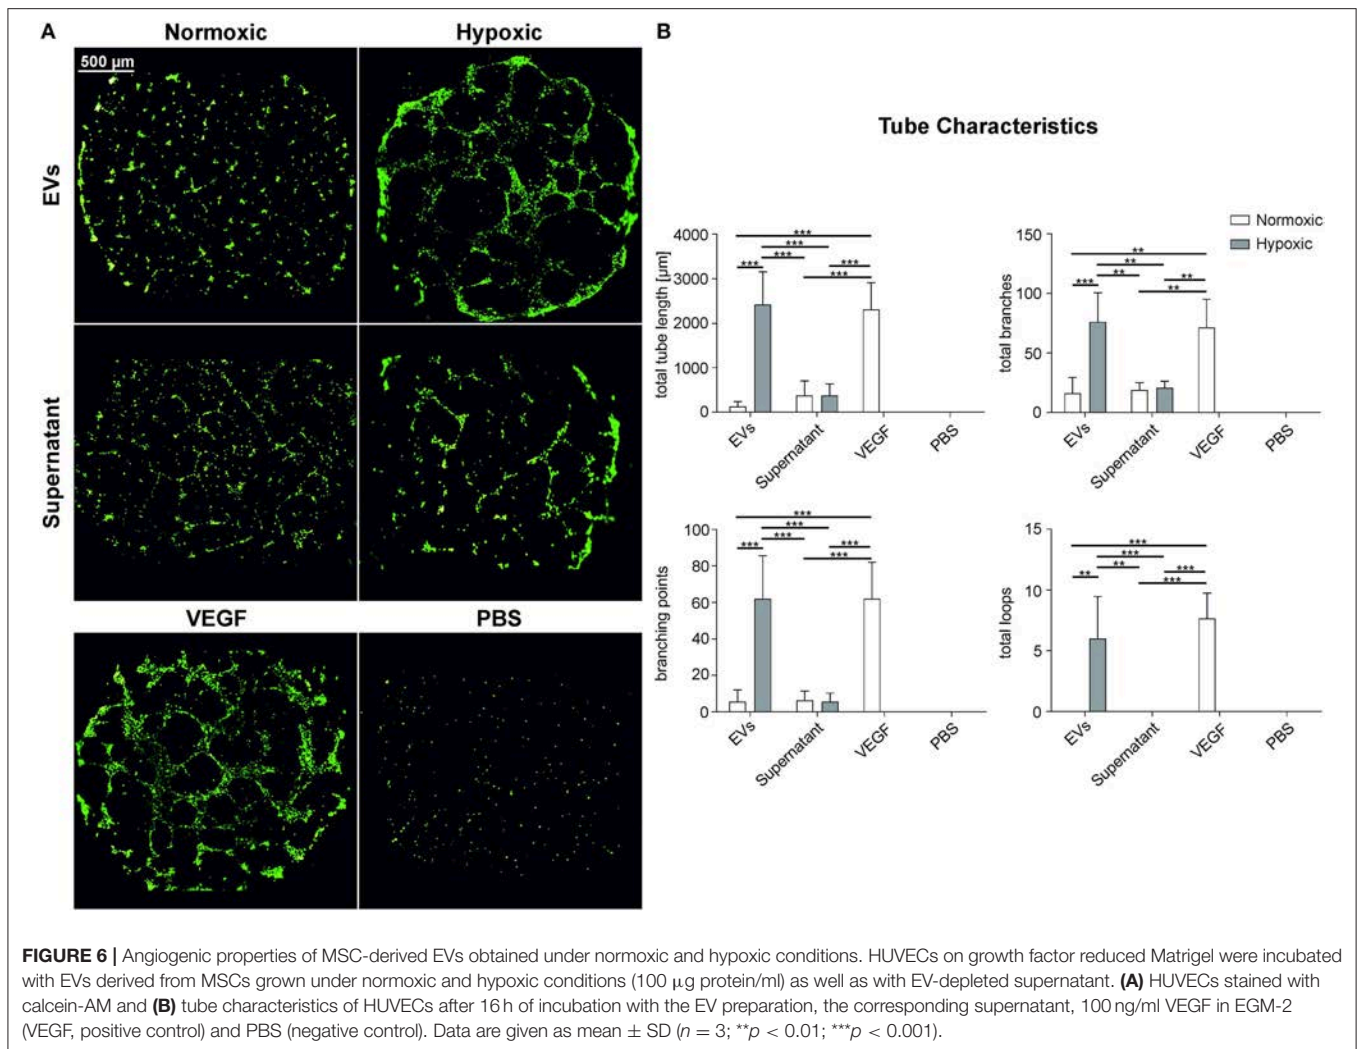 A
Normoxic
Hypoxic
500 µm
EVs
Supernatant
VEGF
PBS
B
Tube Characteristics
Normoxic
Hypoxic
total tube length [µm]
4000
3000
2000
1000
0
***
***
***
***
***
***
EVs
Supernatant
VEGF
PBS
total branches
150
100
50
0
**
**
***
**
**
**
EVs
Supernatant
VEGF
PBS
branching points
100
80
60
40
20
0
***
***
***
***
***
***
EVs
Supernatant
VEGF
PBS
total loops
15
10
5
0
***
***
**
**
***
***
EVs
Supernatant
VEGF
PBS
FIGURE 6 | Angiogenic properties of MSC-derived EVs obtained under normoxic and hypoxic conditions. HUVECs on growth factor reduced Matrigel were incubated
with EVs derived from MSCs grown under normoxic and hypoxic conditions (100 µg protein/ml) as well as with EV-depleted supernatant. (A) HUVECs stained with
calcein-AM and (B) tube characteristics of HUVECs after 16 h of incubation with the EV preparation, the corresponding supernatant, 100 ng/ml VEGF in EGM-2
(VEGF, positive control) and PBS (negative control). Data are given as mean ± SD (n = 3; **p < 0.01; ***p < 0.001).